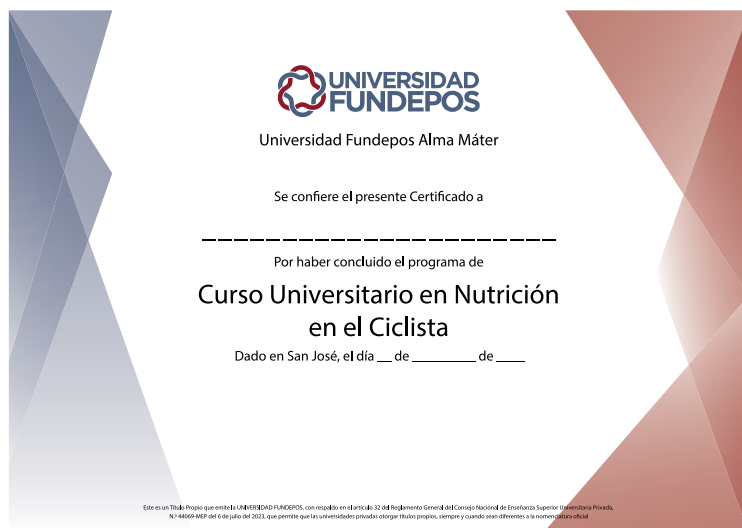 UNIVERSIDAD
FUNDEPOS
Universidad Fundepos Alma Máter
Se confiere el presente Certificado a
Por haber concluido el programa de
Curso Universitario en Nutrición
en el Ciclista
Dado en San José, el día __ de ________ de ____
Este es un Título Propio que emite la UNIVERSIDAD FUNDEPOS, con respaldo en el artículo 32 del Reglamento General del Consejo Nacional de Enseñanza Superior Universitaria Privada,
N.º 44069-MEP del 6 de julio del 2023, que permite que las universidades privadas otorgar títulos propios, siempre y cuando sean diferentes a la nomenclatura oficial